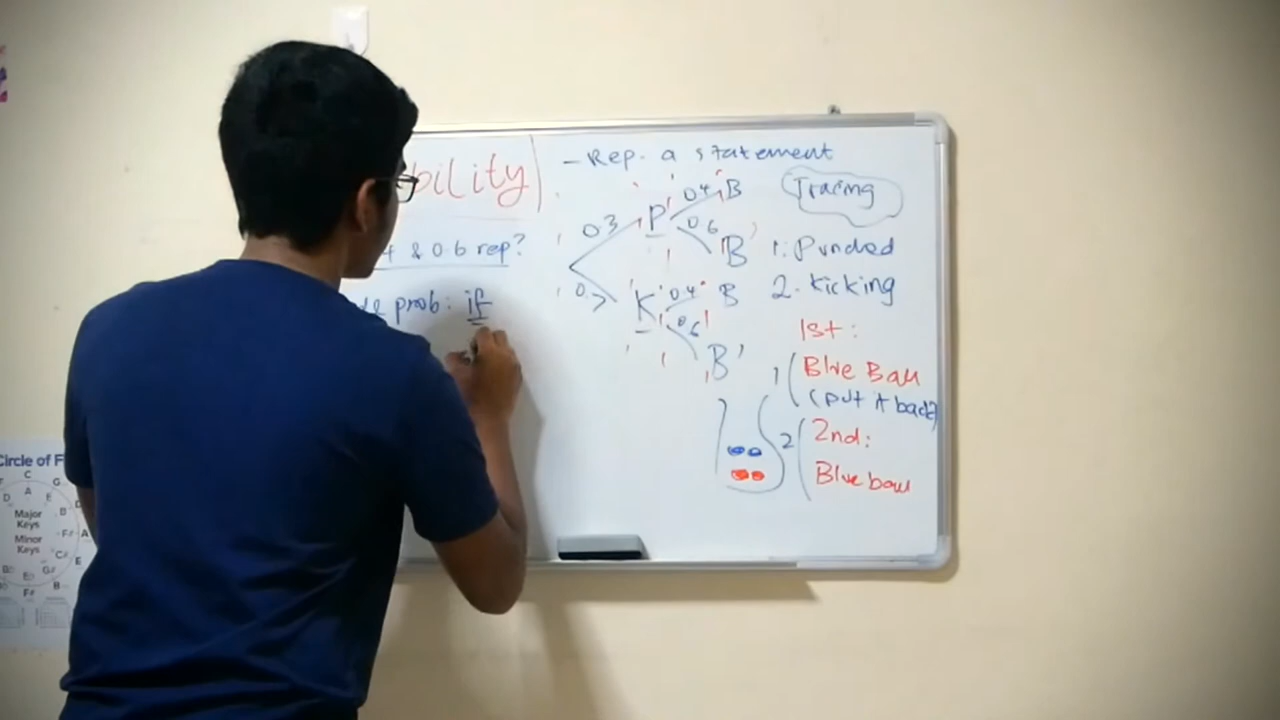 bility
& 0.6 rep?
& prob: if
- Rep. a statement
Tracing
0.3 P 0.4 B
0.6 B'
0.7 K 0.4 B
0.6 B'
1. Punded
2. Kicking
1st:
1 Blue Ball
(put it back)
2 2nd:
Blue ball
Circle of F
C
G
D A E
B
Major
Keys
F# A
Minor
Keys
C#
E
G#
B
F#